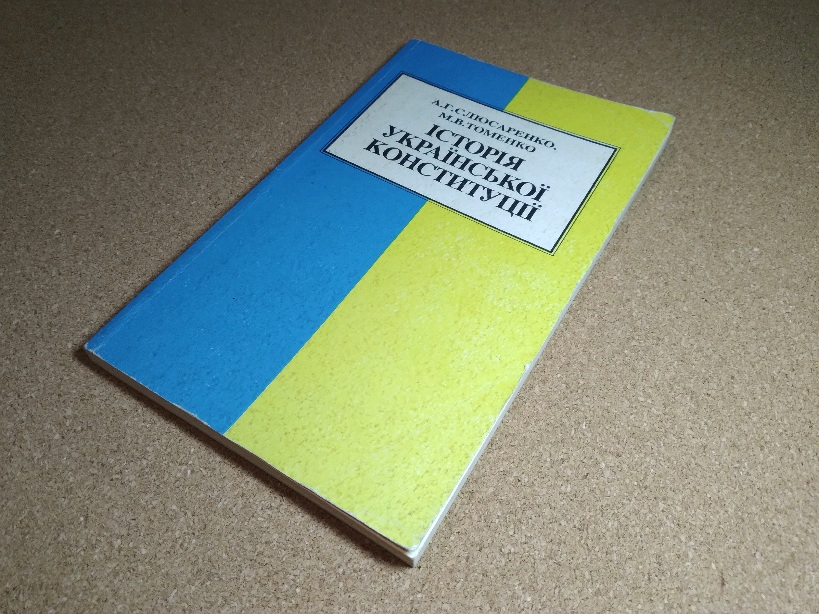 А.Г.СЛЮСАРЕНКО,
М.В.ТОМЕНКО
ІСТОРІЯ
УКРАЇНСЬКОЇ
КОНСТИТУЦІЇ